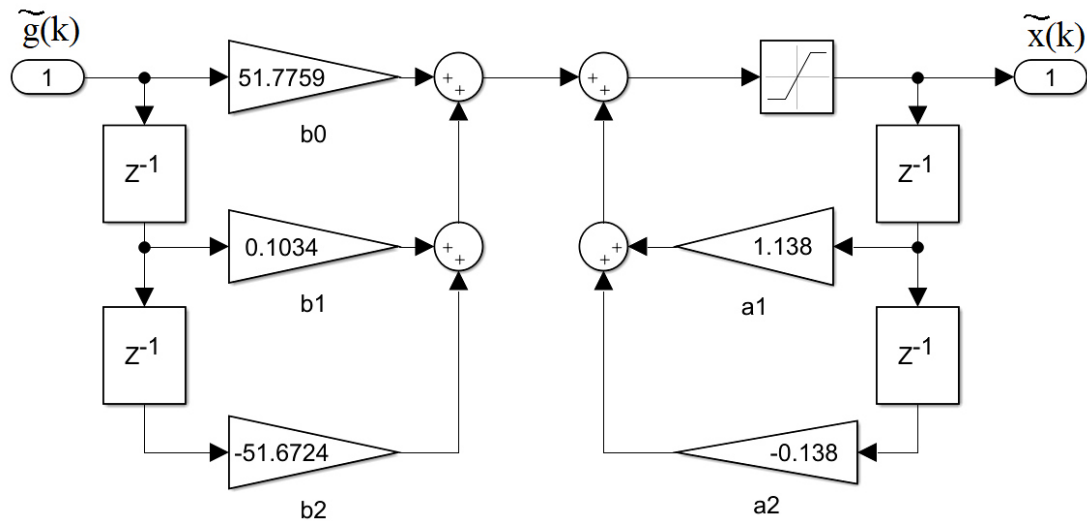 g̃(k)
x̃(k)
1
51.7759
+
+
+
+
1
b0
z-1
z-1
0.1034
+
+
+
+
1.138
b1
a1
z-1
z-1
-51.6724
-0.138
b2
a2